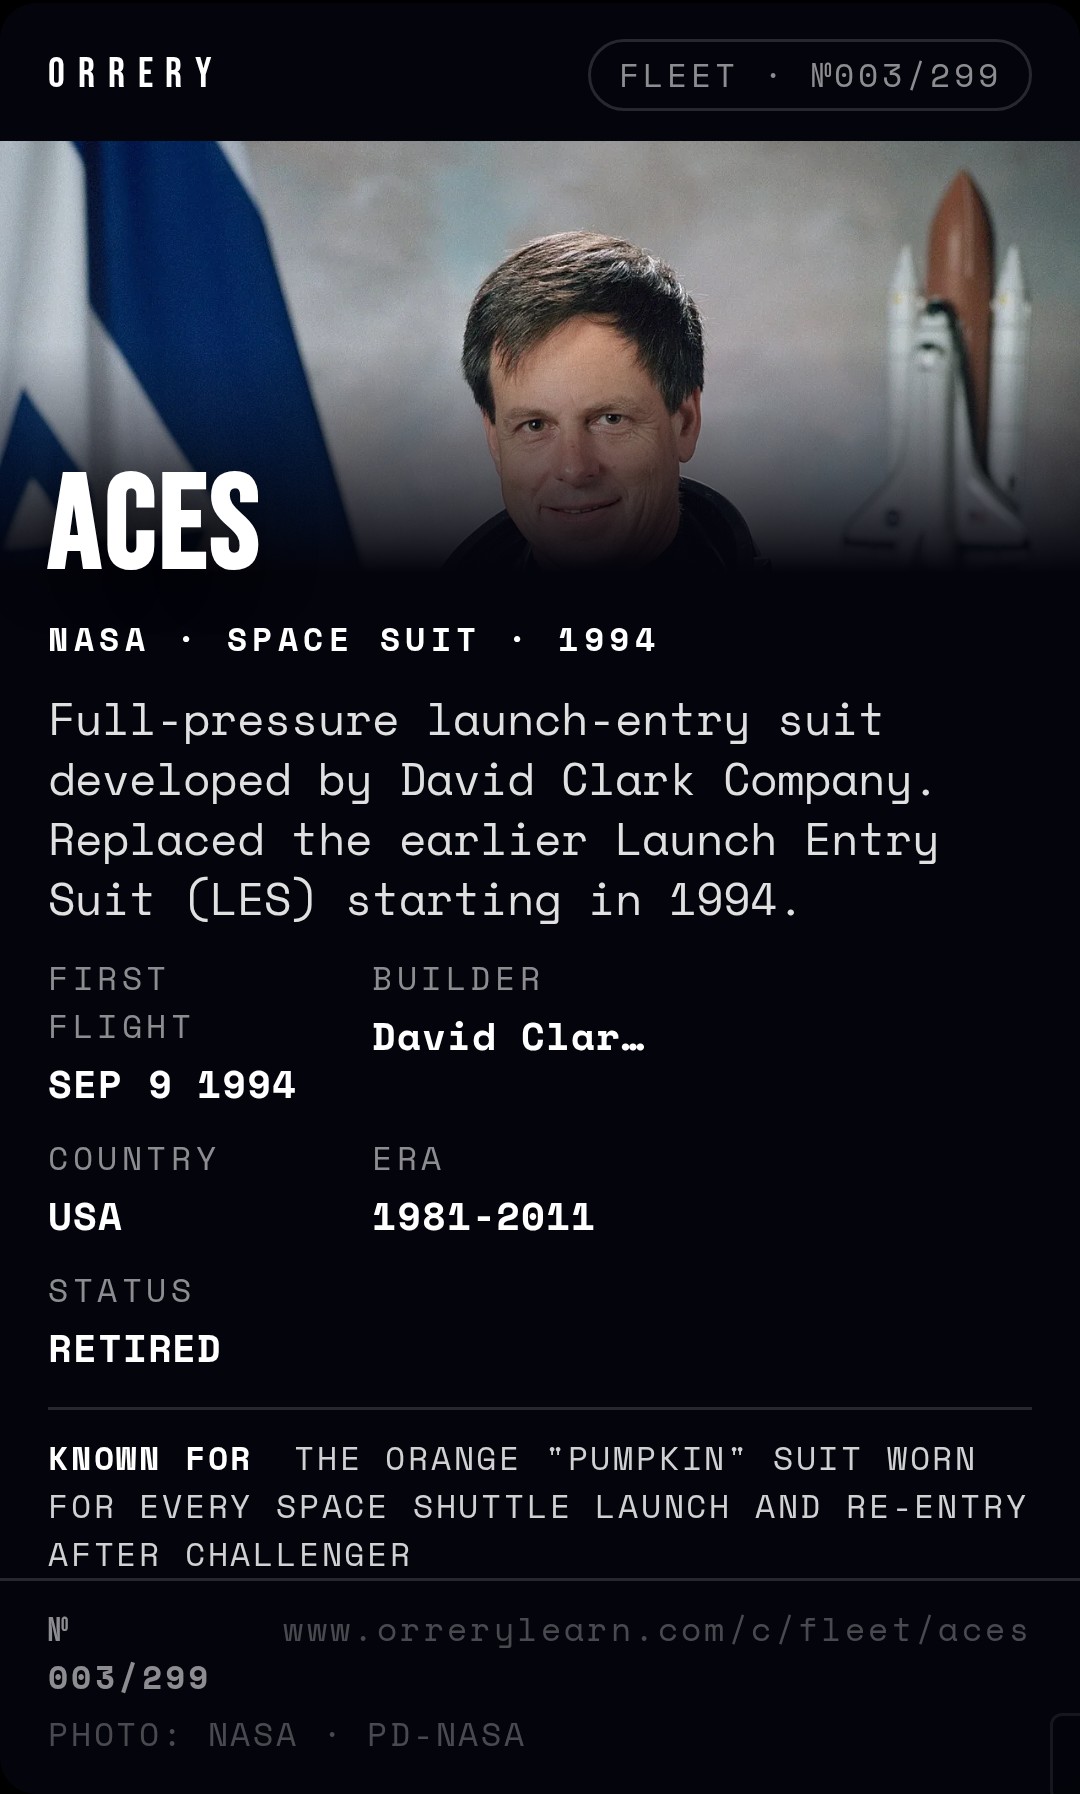 ORRERY
FLEET · №003/299
ACES
NASA · SPACE SUIT · 1994
Full-pressure launch-entry suit
developed by David Clark Company.
Replaced the earlier Launch Entry
Suit (LES) starting in 1994.
FIRST
FLIGHT
SEP 9 1994
BUILDER
David Clar…
COUNTRY
USA
ERA
1981-2011
STATUS
RETIRED
KNOWN FOR THE ORANGE "PUMPKIN" SUIT WORN
FOR EVERY SPACE SHUTTLE LAUNCH AND RE-ENTRY
AFTER CHALLENGER
№
003/299
www.orrerylearn.com/c/fleet/aces
PHOTO: NASA · PD-NASA